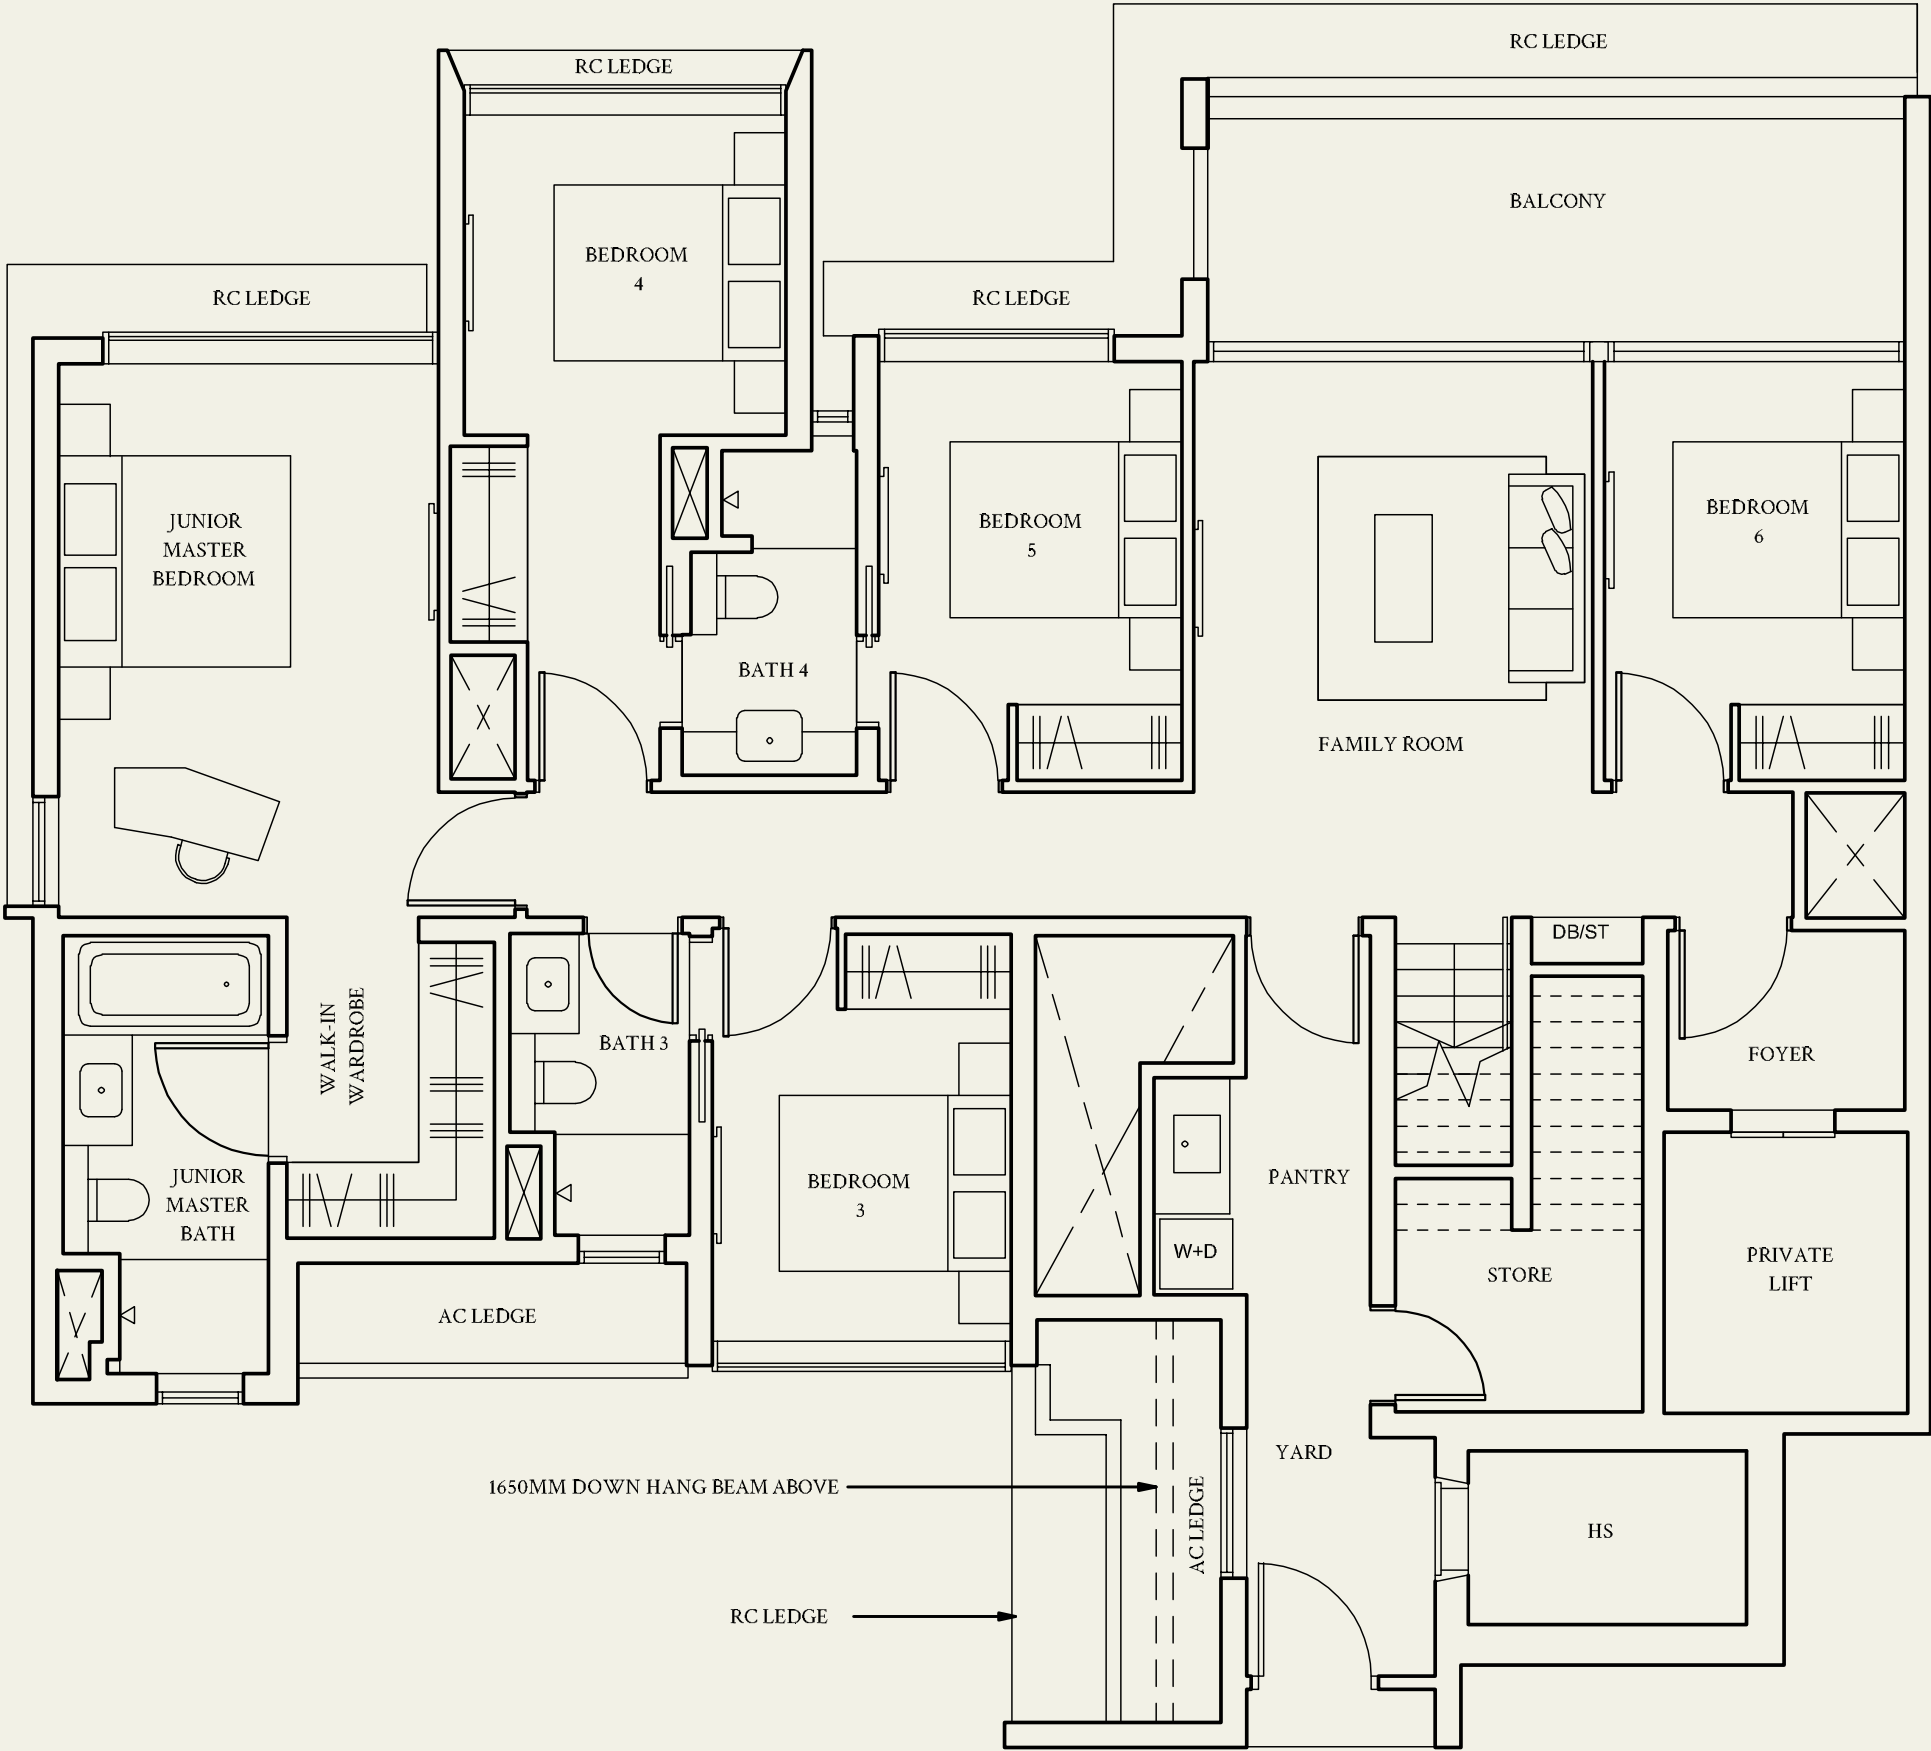 RC LEDGE
RC LEDGE
BALCONY
BEDROOM
4
RC LEDGE
RC LEDGE
JUNIOR
MASTER
BEDROOM
BEDROOM
5
BEDROOM
6
BATH 4
FAMILY ROOM
DB/ST
WALK-IN
WARDROBE
BATH 3
FOYER
JUNIOR
MASTER
BATH
BEDROOM
3
PANTRY
W+D
STORE
PRIVATE
LIFT
AC LEDGE
YARD
1650MM DOWN HANG BEAM ABOVE
AC LEDGE
HS
RC LEDGE